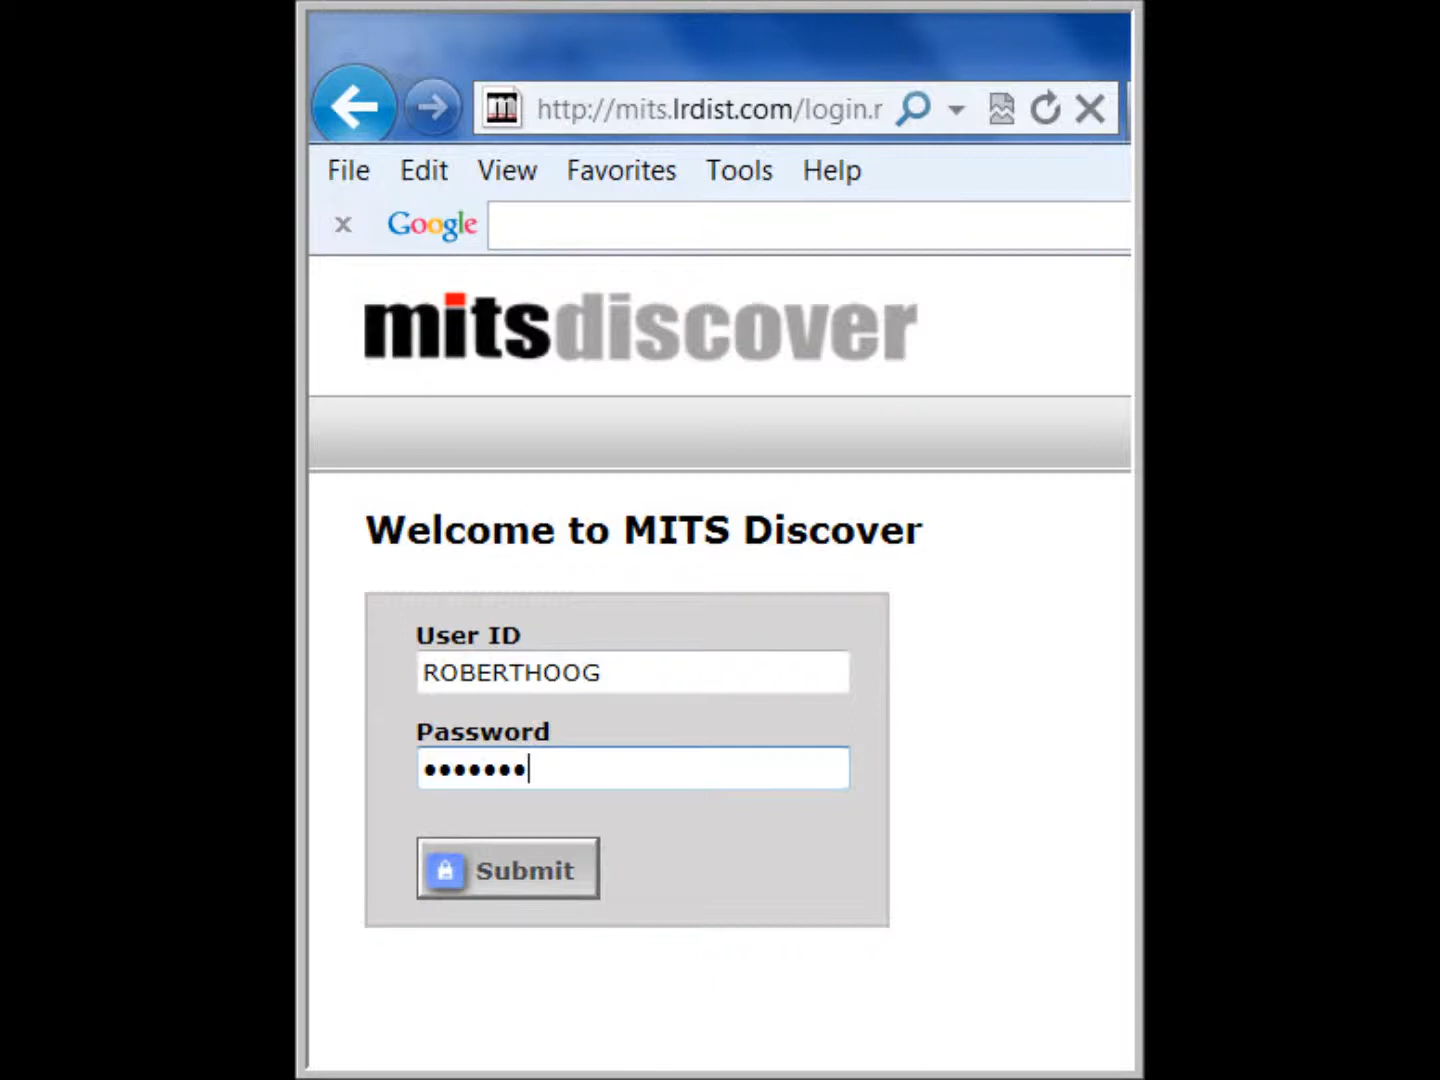 http://mits.lrdist.com/login.r
File Edit View Favorites Tools Help
x Google
mitsdiscover
Welcome to MITS Discover
User ID
ROBERTHOOG
Password
•••••••
Submit